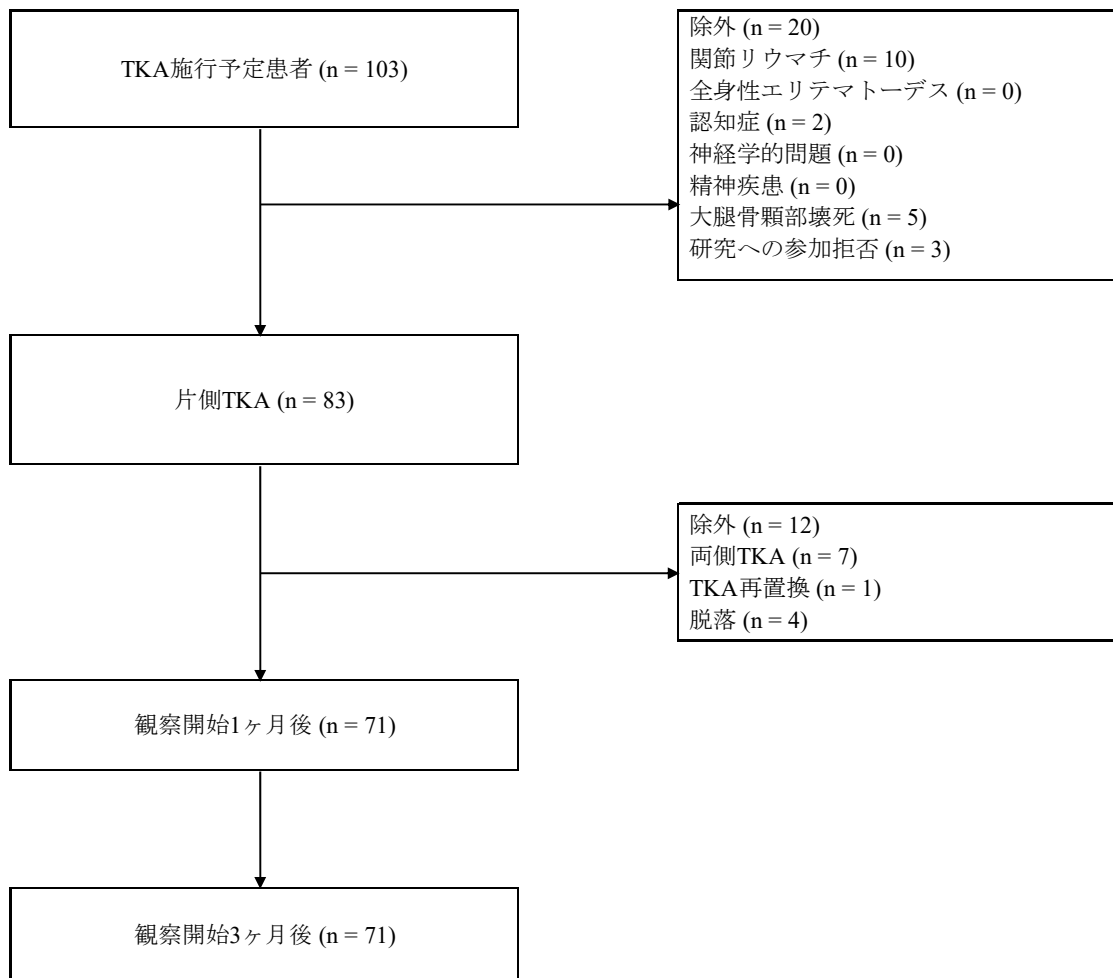 TKA施行予定患者 (n = 103)
除外 (n = 20)
関節リウマチ (n = 10)
全身性エリテマトーデス (n = 0)
認知症 (n = 2)
神経学的問題 (n = 0)
精神疾患 (n = 0)
大腿骨顆部壊死 (n = 5)
研究への参加拒否 (n = 3)
片側TKA (n = 83)
除外 (n = 12)
両側TKA (n = 7)
TKA再置換 (n = 1)
脱落 (n = 4)
観察開始1ヶ月後 (n = 71)
観察開始3ヶ月後 (n = 71)